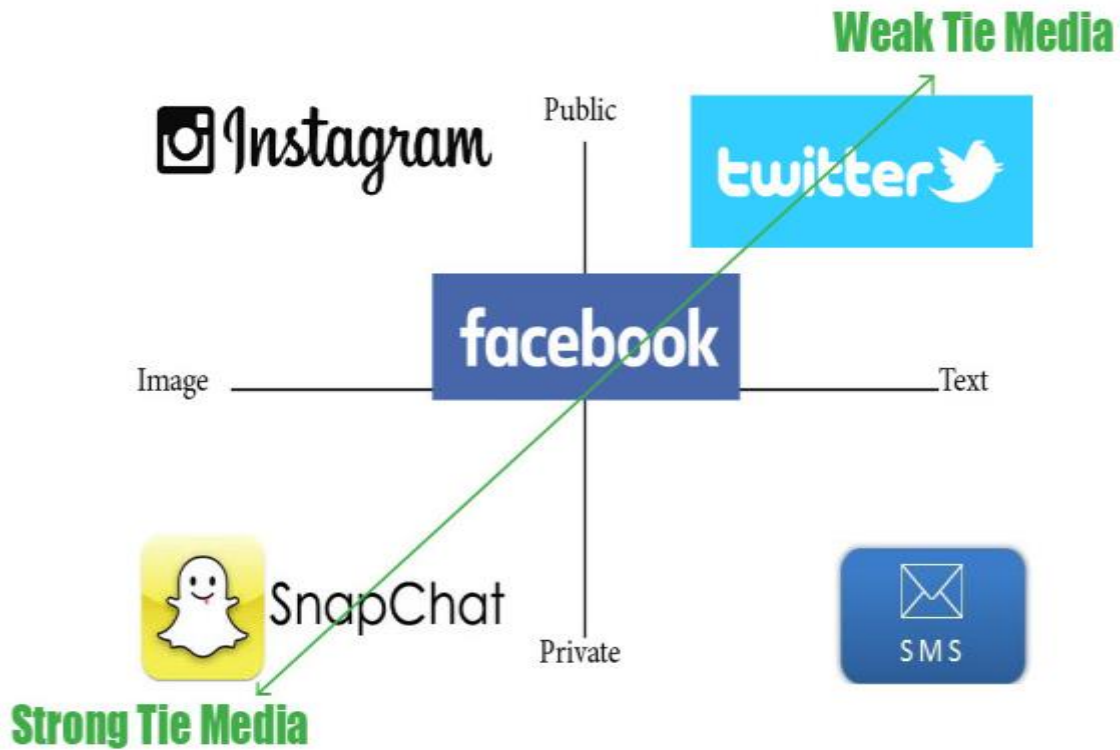 Weak Tie Media
Public
Instagram
twitter
facebook
Image
Text
SnapChat
SMS
Private
Strong Tie Media